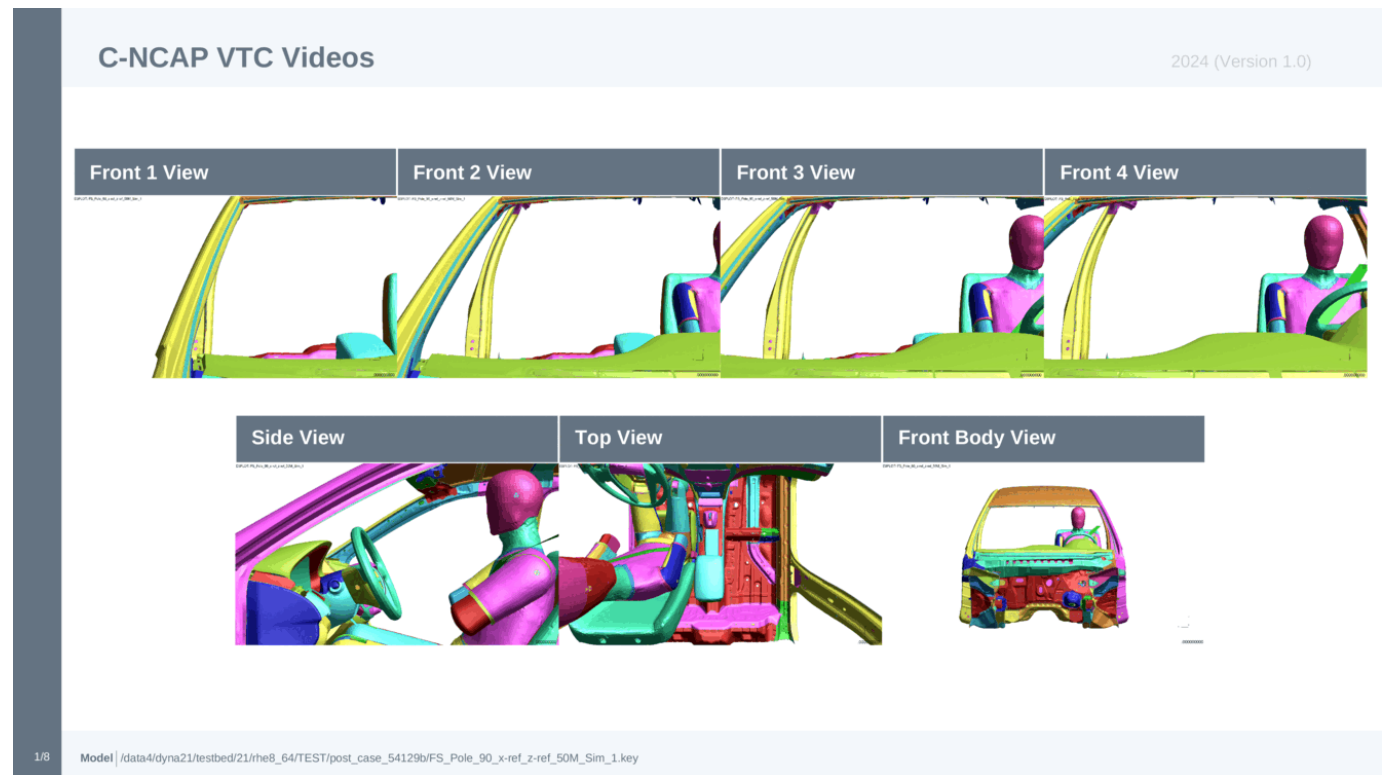 C-NCAP VTC Videos
2024 (Version 1.0)
Front 1 View
Front 2 View
Front 3 View
Front 4 View
Side View
Top View
Front Body View
1/8
Model /data4/dyna21/testbed/21/rhe8_64/TEST/post_case_54129b/FS_Pole_90_x-ref_z-ref_50M_Sim_1.key